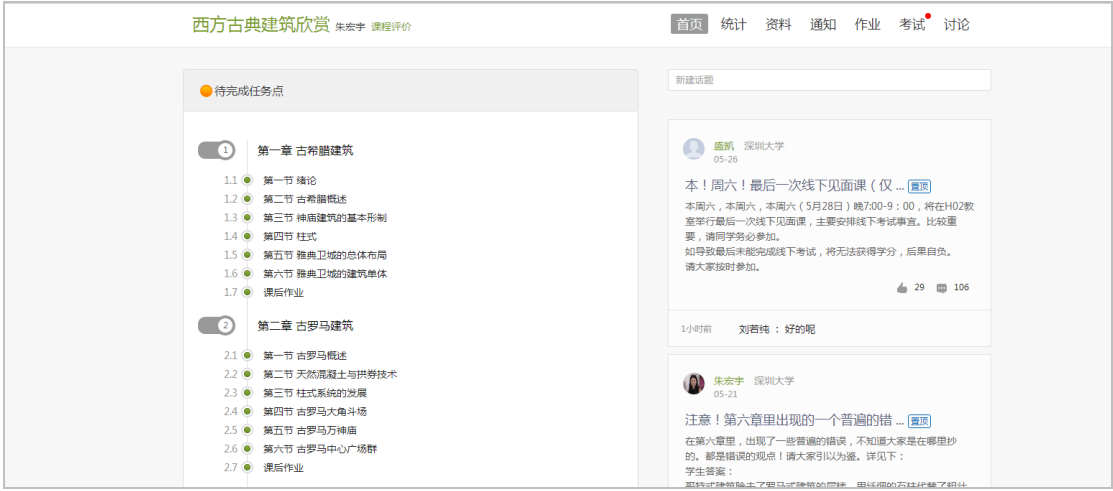 西方古典建筑欣赏 朱宏宇 课程评价
首页 统计 资料 通知 作业 考试 讨论
待完成任务点
1 第一章 古希腊建筑
1.1 第一节 绪论
1.2 第二节 古希腊概述
1.3 第三节 神庙建筑的基本形制
1.4 第四节 柱式
1.5 第五节 雅典卫城的总体布局
1.6 第六节 雅典卫城的建筑单体
1.7 课后作业
2 第二章 古罗马建筑
2.1 第一节 古罗马概述
2.2 第二节 天然混凝土与拱券技术
2.3 第三节 柱式系统的发展
2.4 第四节 古罗马大角斗场
2.5 第五节 古罗马万神庙
2.6 第六节 古罗马中心广场群
2.7 课后作业
新建话题
盛凯 深圳大学
05-26
本！周六！最后一次线下见面课（仅 ... 置顶
本周六，本周六，本周六（5月28日）晚7:00-9：00，将在H02教
室举行最后一次线下见面课，主要安排线下考试事宜。比较重
要，请同学务必参加。
如导致最后未能完成线下考试，将无法获得学分，后果自负。
请大家按时参加。
29 106
1小时前 刘若纯 ： 好的呢
朱宏宇 深圳大学
05-21
注意！第六章里出现的一个普遍的错 ... 置顶
在第六章里，出现了一些普遍的错误，不知道大家是在哪里抄
的。都是错误的观点！请大家引以为鉴。详见下：
学生答案：